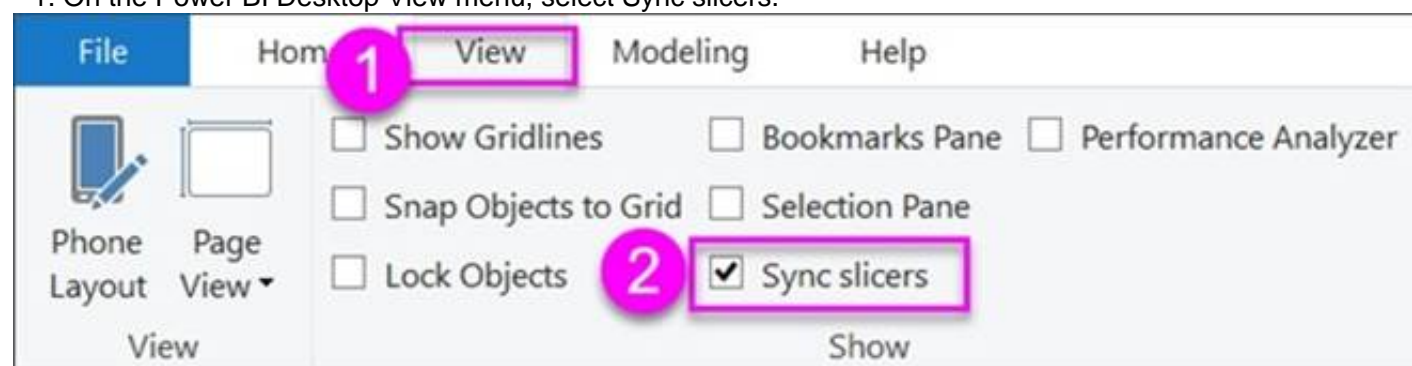 1. On the Power BI Desktop View menu, select Sync slicers.
File Hom 1 View Modeling Help
Show Gridlines Bookmarks Pane Performance Analyzer
Snap Objects to Grid Selection Pane
Phone Page
Lock Objects 2 Sync slicers
Layout View
View Show